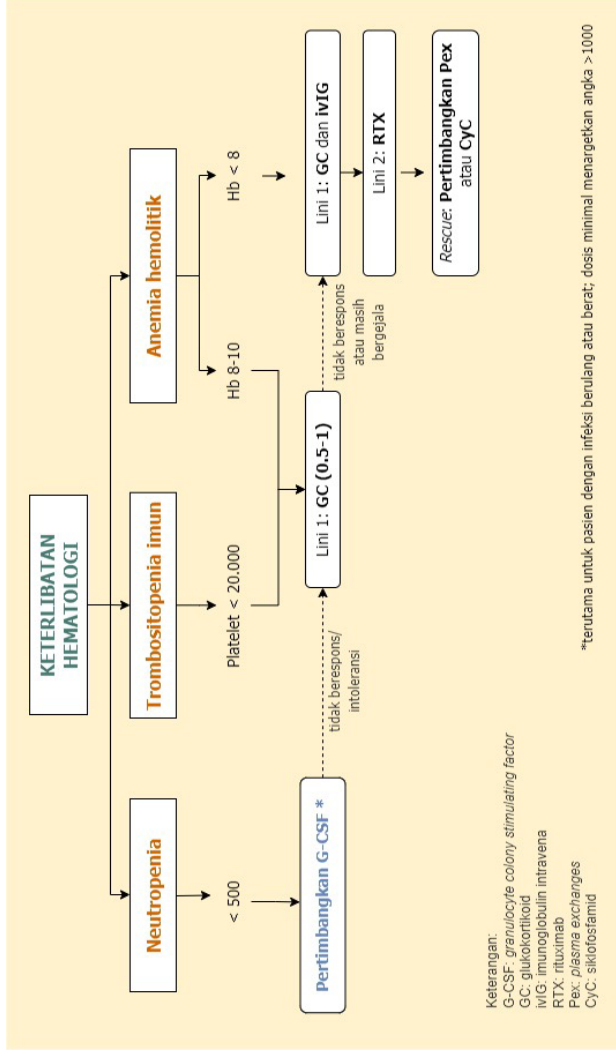 KETERLIBATAN
HEMATOLOGI
Neutropenia
Trombositopenia imun
Anemia hemolitik
< 500
Platelet < 20.000
Hb 8-10
Hb < 8
Pertimbangkan G-CSF *
tidak berespons/
intoleransi
Lini 1: GC (0.5-1)
tidak berespons
atau masih
bergejala
Lini 1: GC dan ivIG
Lini 2: RTX
Rescue: Pertimbangkan Pex
atau CyC
Keterangan:
G-CSF: granulocyte colony stimulating factor
GC: glukokortikoid
ivIG: imunoglobulin intravena
RTX: rituximab
Pex: plasma exchanges
CyC: siklofosfamid
*terutama untuk pasien dengan infeksi berulang atau berat; dosis minimal menargetkan angka >1000